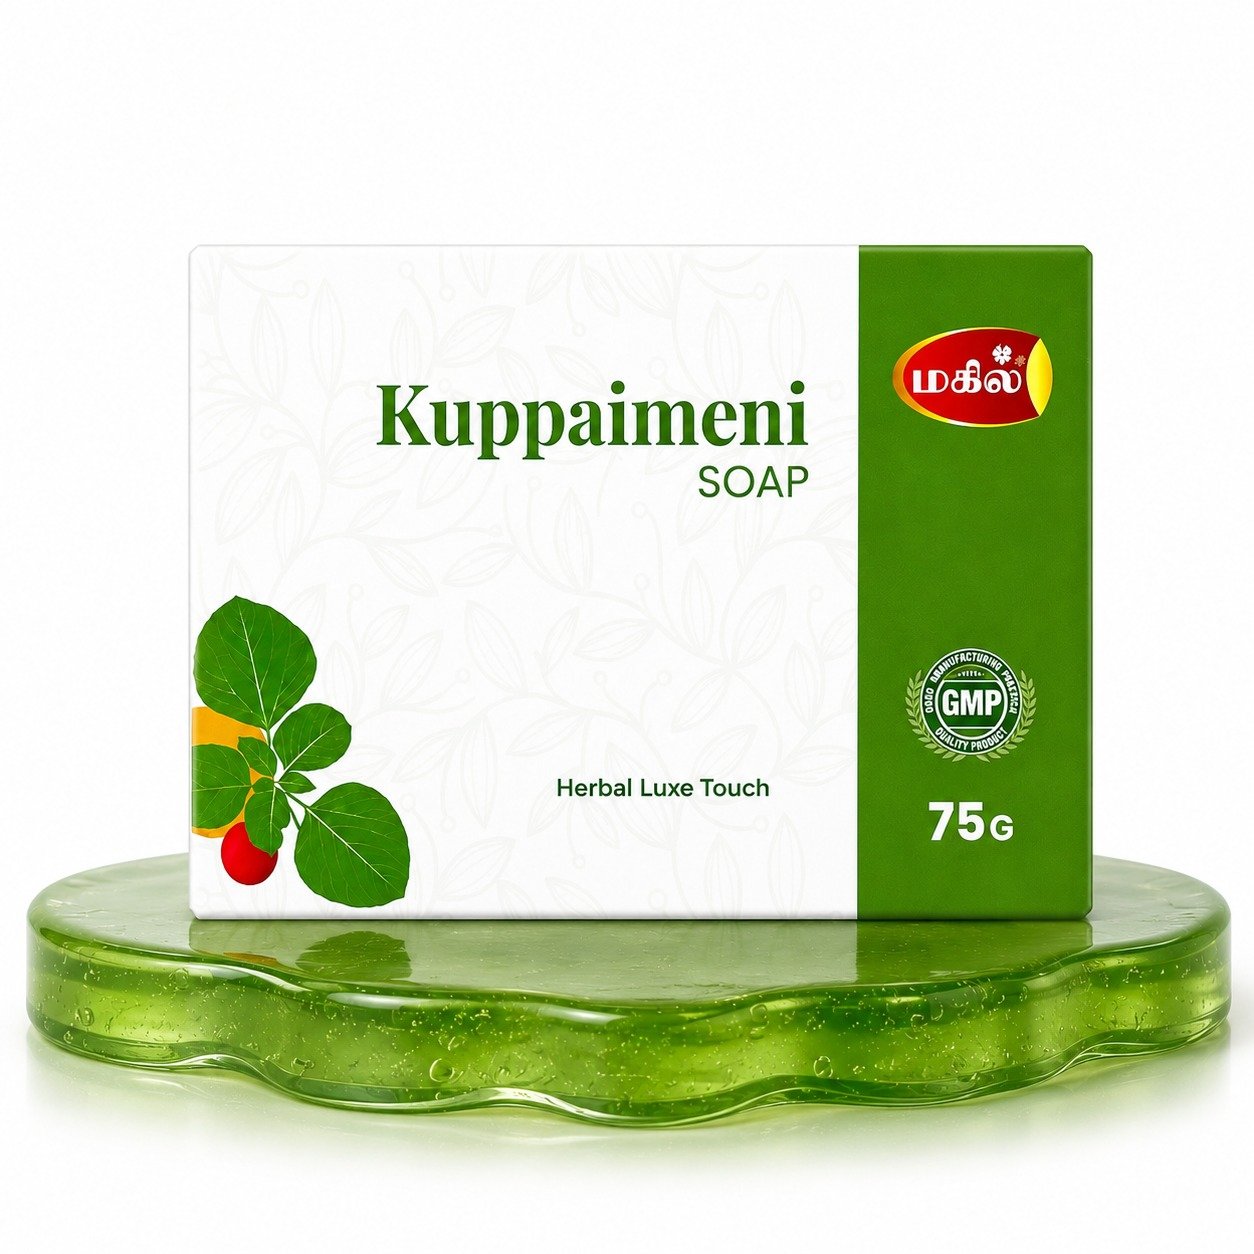 Kuppaimeni
SOAP
Herbal Luxe Touch
மகில்
GMP
QUALITY PRODUCT
75G